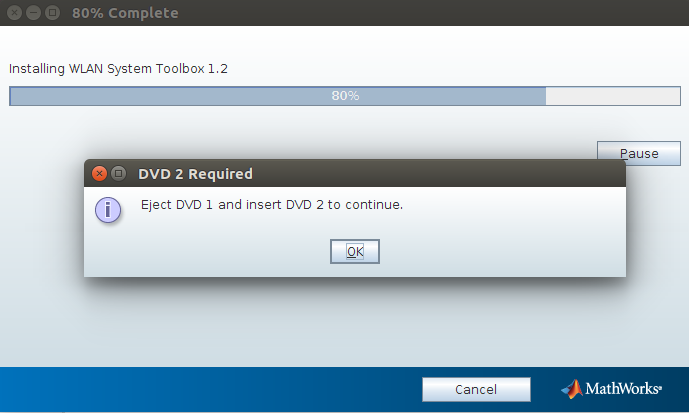 80% Complete
Installing WLAN System Toolbox 1.2
80%
Pause
DVD 2 Required
Eject DVD 1 and insert DVD 2 to continue.
OK
Cancel
MathWorks®